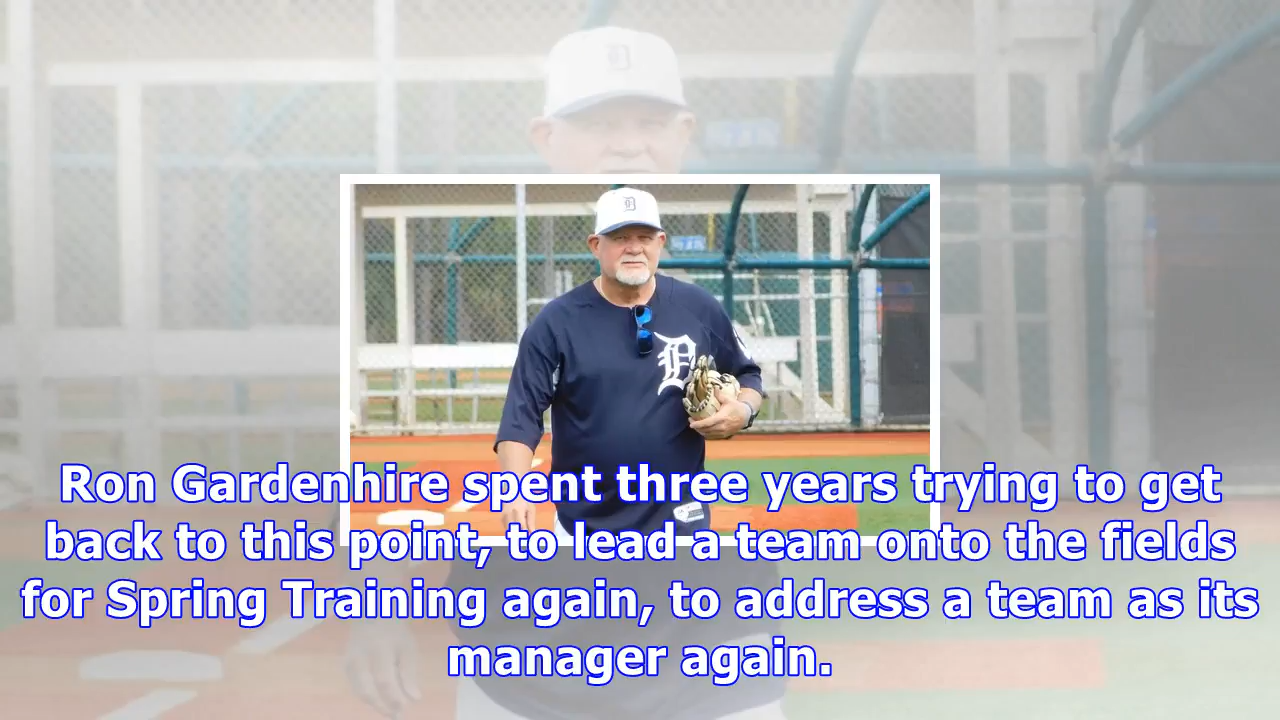 Ron Gardenhire spent three years trying to get
back to this point, to lead a team onto the fields
for Spring Training again, to address a team as its
manager again.